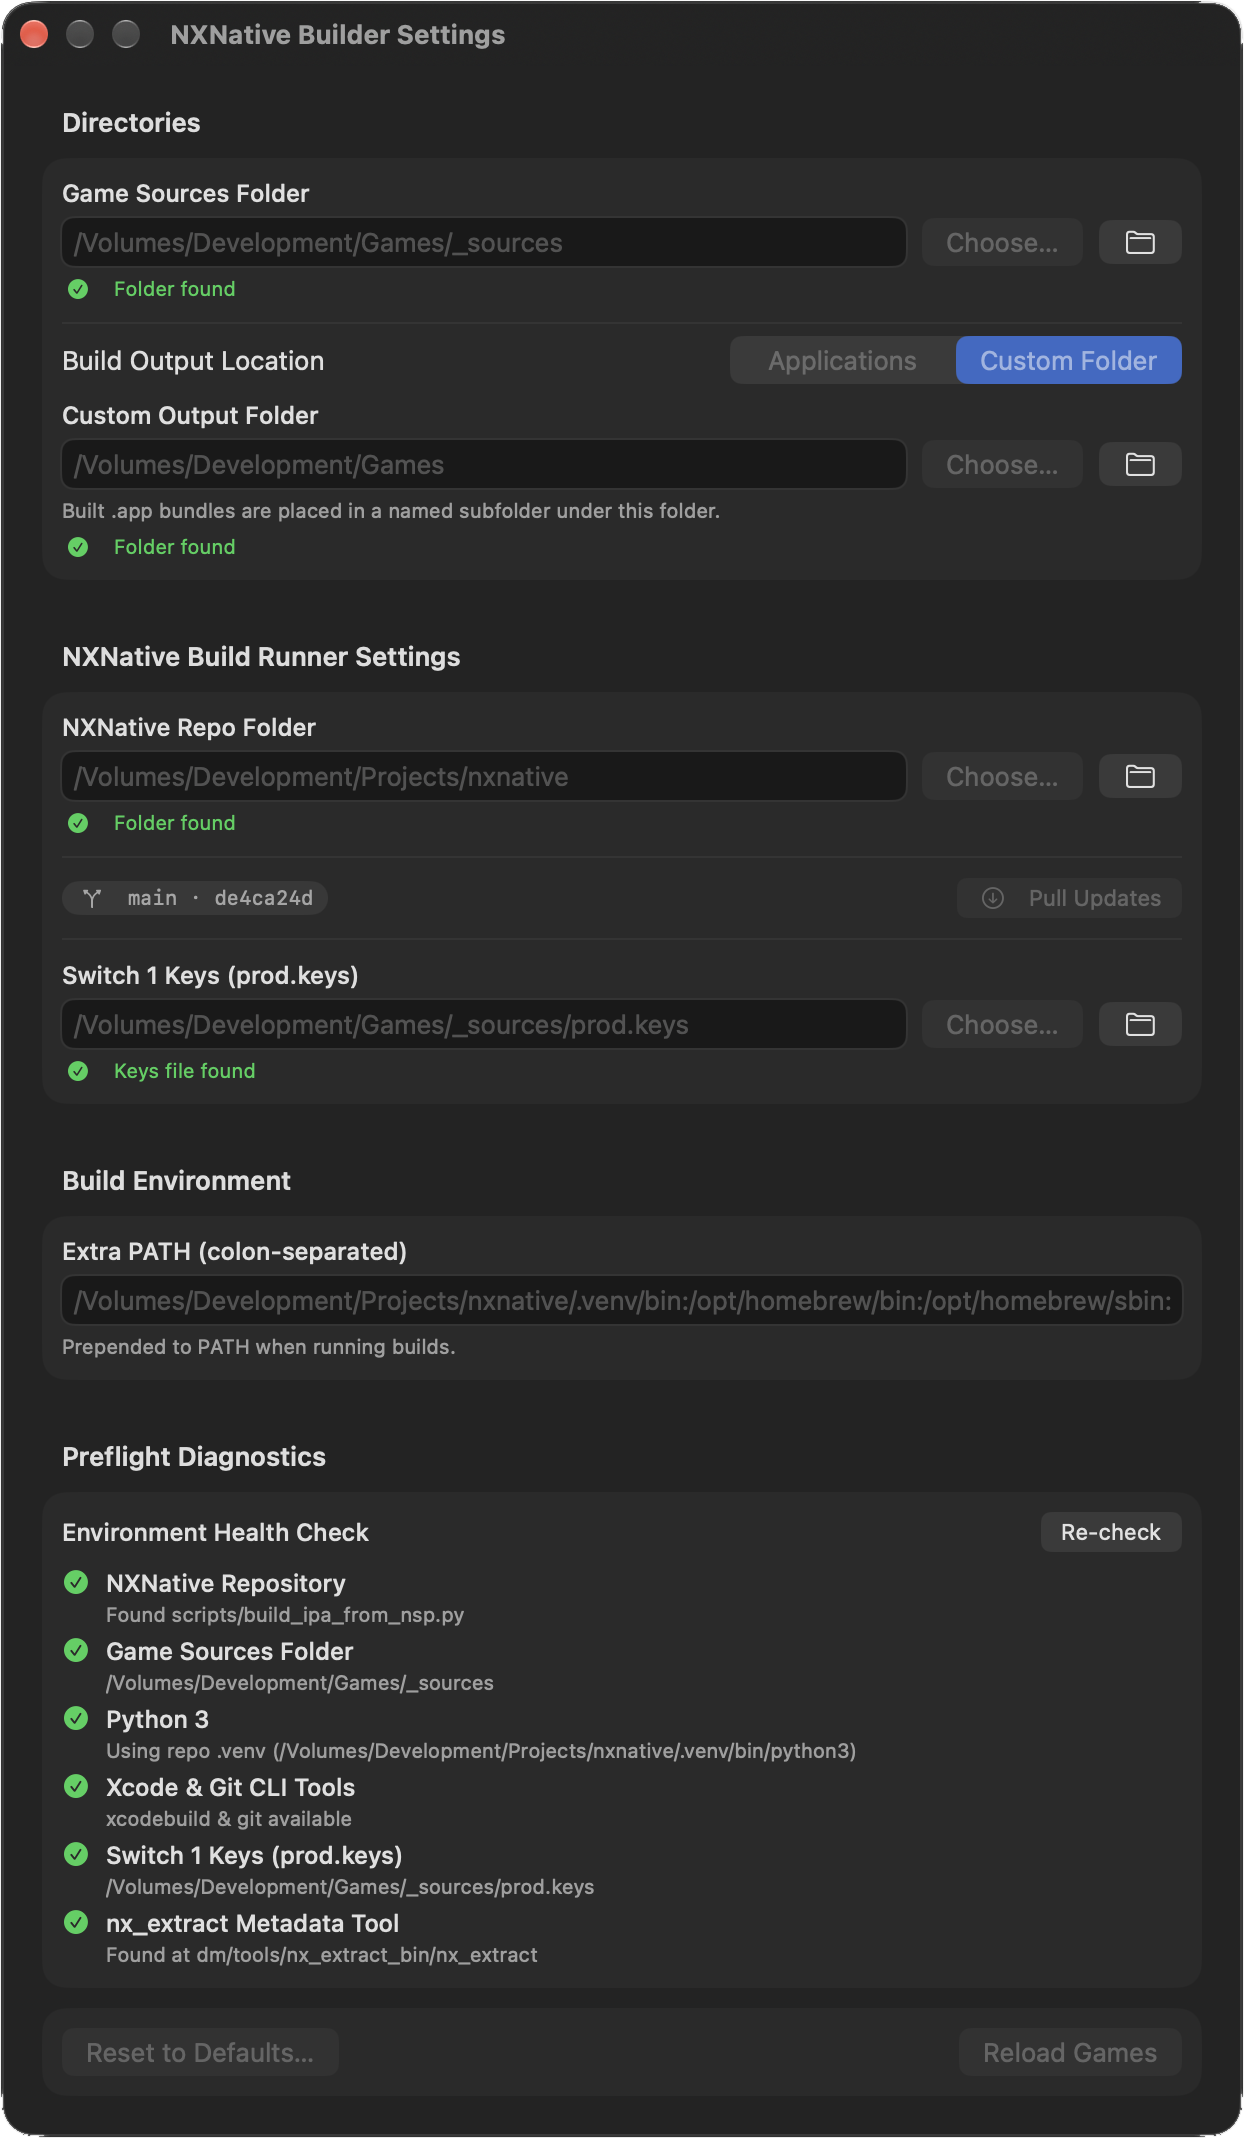 NXNative Builder Settings
Directories
Game Sources Folder
/Volumes/Development/Games/_sources
Choose...
Folder found
Build Output Location
Applications
Custom Folder
Custom Output Folder
/Volumes/Development/Games
Choose...
Built .app bundles are placed in a named subfolder under this folder.
Folder found
NXNative Build Runner Settings
NXNative Repo Folder
/Volumes/Development/Projects/nxnative
Choose...
Folder found
main · de4ca24d
Pull Updates
Switch 1 Keys (prod.keys)
/Volumes/Development/Games/_sources/prod.keys
Choose...
Keys file found
Build Environment
Extra PATH (colon-separated)
/Volumes/Development/Projects/nxnative/.venv/bin:/opt/homebrew/bin:/opt/homebrew/sbin:
Prepended to PATH when running builds.
Preflight Diagnostics
Environment Health Check
Re-check
NXNative Repository
Found scripts/build_ipa_from_nsp.py
Game Sources Folder
/Volumes/Development/Games/_sources
Python 3
Using repo .venv (/Volumes/Development/Projects/nxnative/.venv/bin/python3)
Xcode & Git CLI Tools
xcodebuild & git available
Switch 1 Keys (prod.keys)
/Volumes/Development/Games/_sources/prod.keys
nx_extract Metadata Tool
Found at dm/tools/nx_extract_bin/nx_extract
Reset to Defaults...
Reload Games